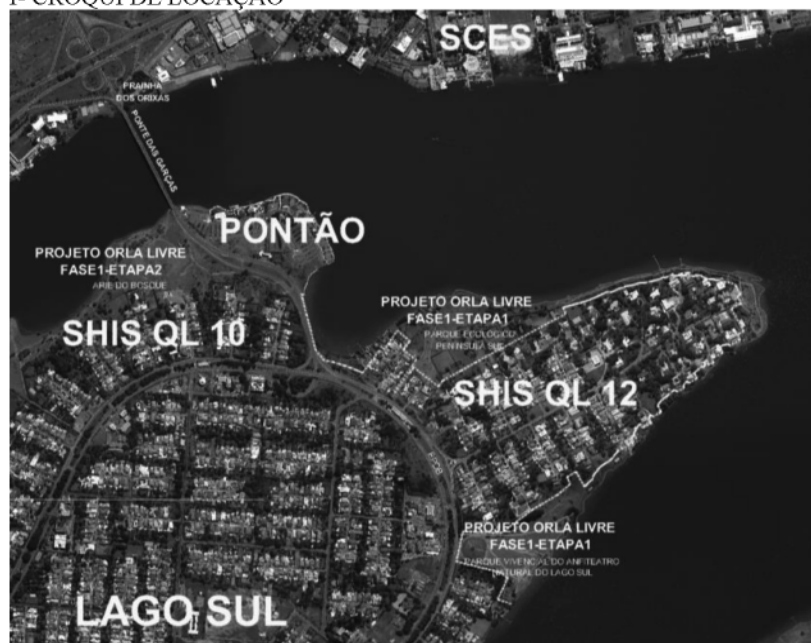 1- CROQUI DE LOCAÇÃO
SCES
PRAINHA
DOS ORIXÁS
PONTE DAS GARÇAS
PONTÃO
PROJETO ORLA LIVRE
FASE1-ETAPA2
ARIE DO BOSQUE
SHIS QL 10
PROJETO ORLA LIVRE
FASE1-ETAPA1
PARQUE ECOLÓGICO
PENÍNSULA SUL
SHIS QL 12
PROJETO ORLA LIVRE
FASE1-ETAPA1
PARQUE VIVENCIAL DO ANFITEATRO
NATURAL DO LAGO SUL
LAGO SUL